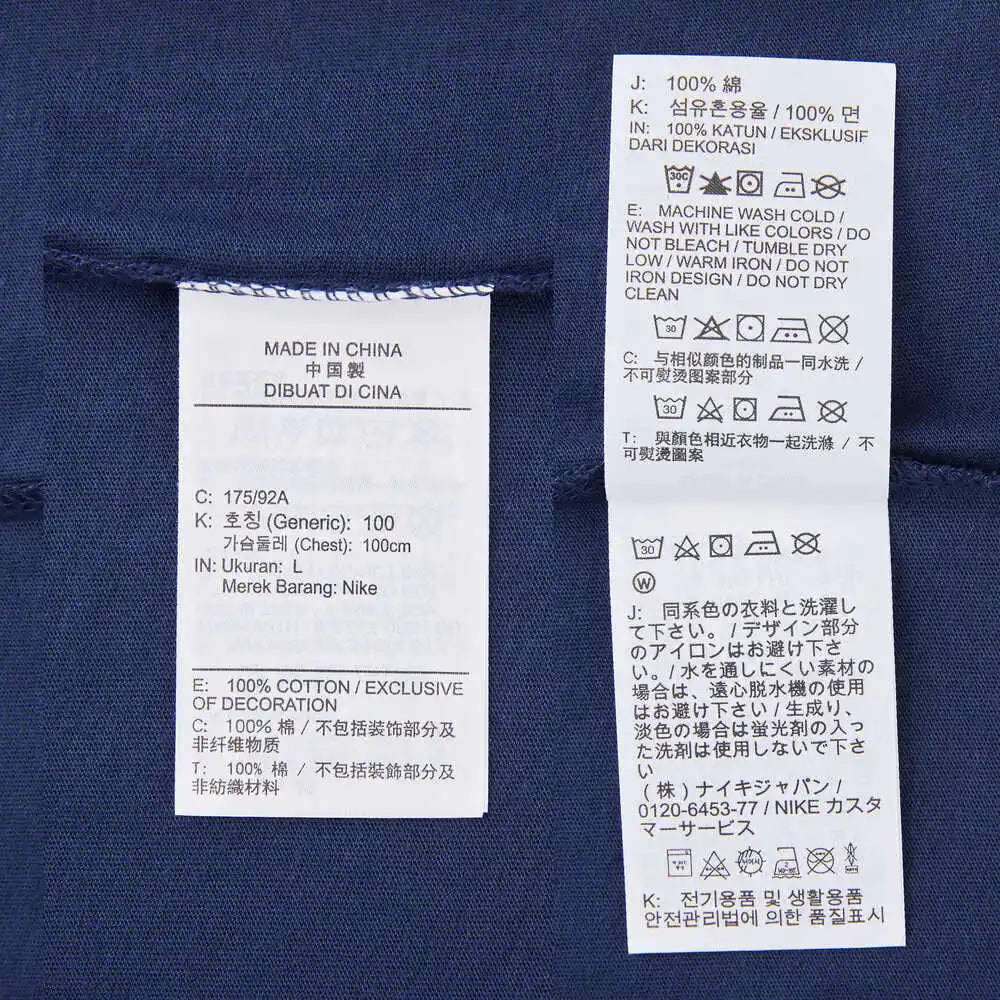 MADE IN CHINA
中国製
DIBUAT DI CINA
C: 175/92A
K: 호칭 (Generic): 100
가슴둘레 (Chest): 100cm
IN: Ukuran: L
Merek Barang: Nike
E: 100% COTTON / EXCLUSIVE
OF DECORATION
C: 100% 棉 / 不包括装饰部分及
非纤维物质
T: 100% 棉 / 不包括裝飾部分及
非紡織材料
J: 100% 綿
K: 섬유혼용율 / 100% 면
IN: 100% KATUN / EKSKLUSIF
DARI DEKORASI
30C
E: MACHINE WASH COLD /
WASH WITH LIKE COLORS / DO
NOT BLEACH / TUMBLE DRY
LOW / WARM IRON / DO NOT
IRON DESIGN / DO NOT DRY
CLEAN
30
C: 与相似颜色的制品一同水洗 /
不可熨烫图案部分
30
T: 與顏色相近衣物一起洗滌 / 不
可熨燙圖案
30
W
J: 同系色の衣料と洗濯し
て下さい。/ デザイン部分
のアイロンはお避け下さ
い。/ 水を通しにくい素材の
場合は、遠心脱水機の使用
はお避け下さい / 生成り、
淡色の場合は蛍光剤の入っ
た洗剤は使用しないで下さ
い
(株) ナイキジャパン /
0120-6453-77 / NIKE カスタ
マーサービス
K: 전기용품 및 생활용품
안전관리법에 의한 품질표시